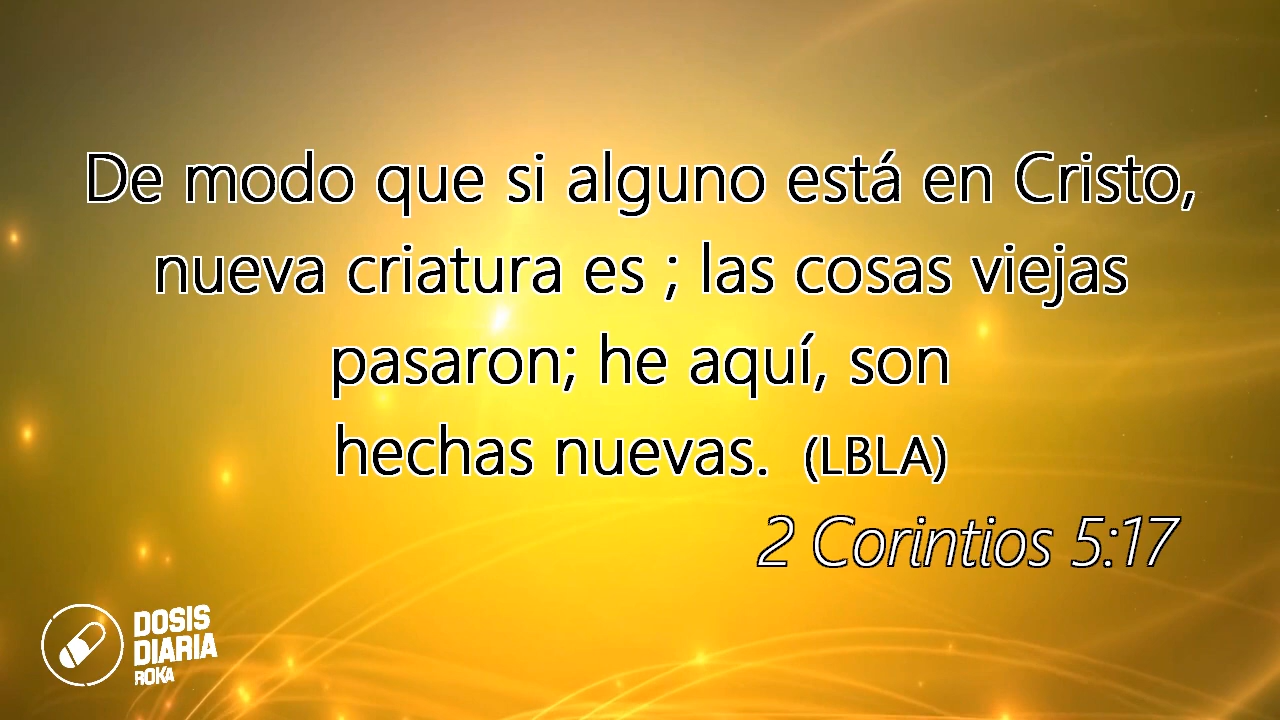 De modo que si alguno está en Cristo,
nueva criatura es ; las cosas viejas
pasaron; he aquí, son
hechas nuevas. (LBLA)
2 Corintios 5:17
DOSIS
DIARIA
ROKA